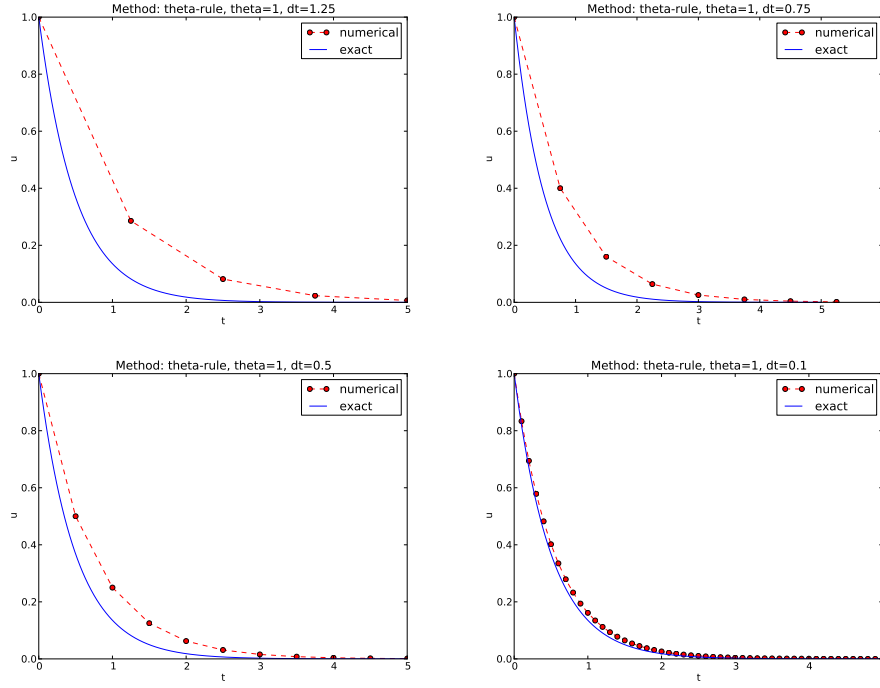 Method: theta-rule, theta=1, dt=1.25
1.0
0.8
0.6
0.4
0.2
0.0
u
numerical
exact
0 1 2 3 4 5
t
Method: theta-rule, theta=1, dt=0.75
1.0
0.8
0.6
0.4
0.2
0.0
u
numerical
exact
0 1 2 3 4 5
t
Method: theta-rule, theta=1, dt=0.5
1.0
0.8
0.6
0.4
0.2
0.0
u
numerical
exact
0 1 2 3 4 5
t
Method: theta-rule, theta=1, dt=0.1
1.0
0.8
0.6
0.4
0.2
0.0
u
numerical
exact
0 1 2 3 4
t